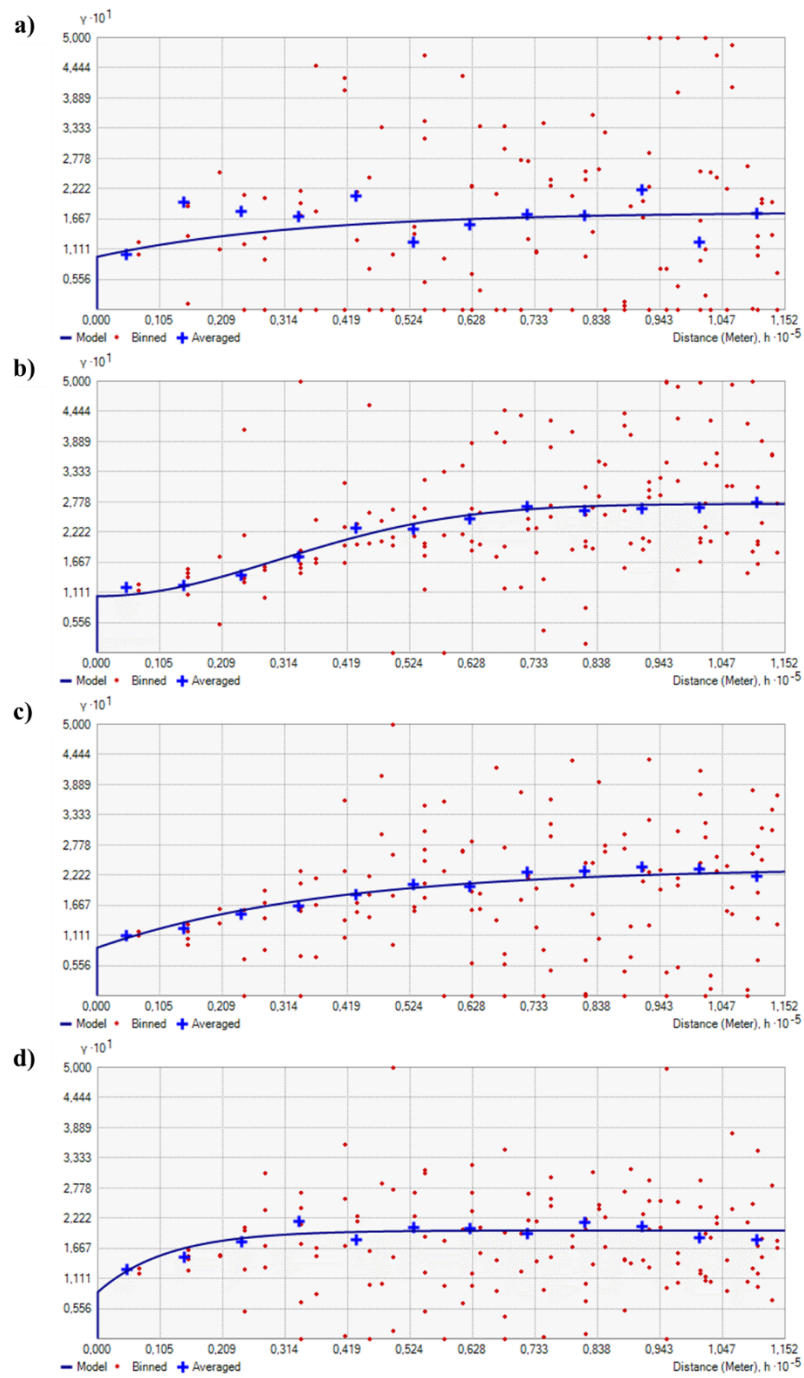 a)
γ · 10¹
5,000
4,444
3,889
3,333
2,778
2,222
1,667
1,111
0,556
0,000 0,105 0,209 0,314 0,419 0,524 0,628 0,733 0,838 0,943 1,047 1,152
Model Binned Averaged Distance (Meter), h · 10⁻⁵
b)
γ · 10¹
5,000
4,444
3,889
3,333
2,778
2,222
1,667
1,111
0,556
0,000 0,105 0,209 0,314 0,419 0,524 0,628 0,733 0,838 0,943 1,047 1,152
Model Binned Averaged Distance (Meter), h · 10⁻⁵
c)
γ · 10¹
5,000
4,444
3,889
3,333
2,778
2,222
1,667
1,111
0,556
0,000 0,105 0,209 0,314 0,419 0,524 0,628 0,733 0,838 0,943 1,047 1,152
Model Binned Averaged Distance (Meter), h · 10⁻⁵
d)
γ · 10¹
5,000
4,444
3,889
3,333
2,778
2,222
1,667
1,111
0,556
0,000 0,105 0,209 0,314 0,419 0,524 0,628 0,733 0,838 0,943 1,047 1,152
Model Binned Averaged Distance (Meter), h · 10⁻⁵